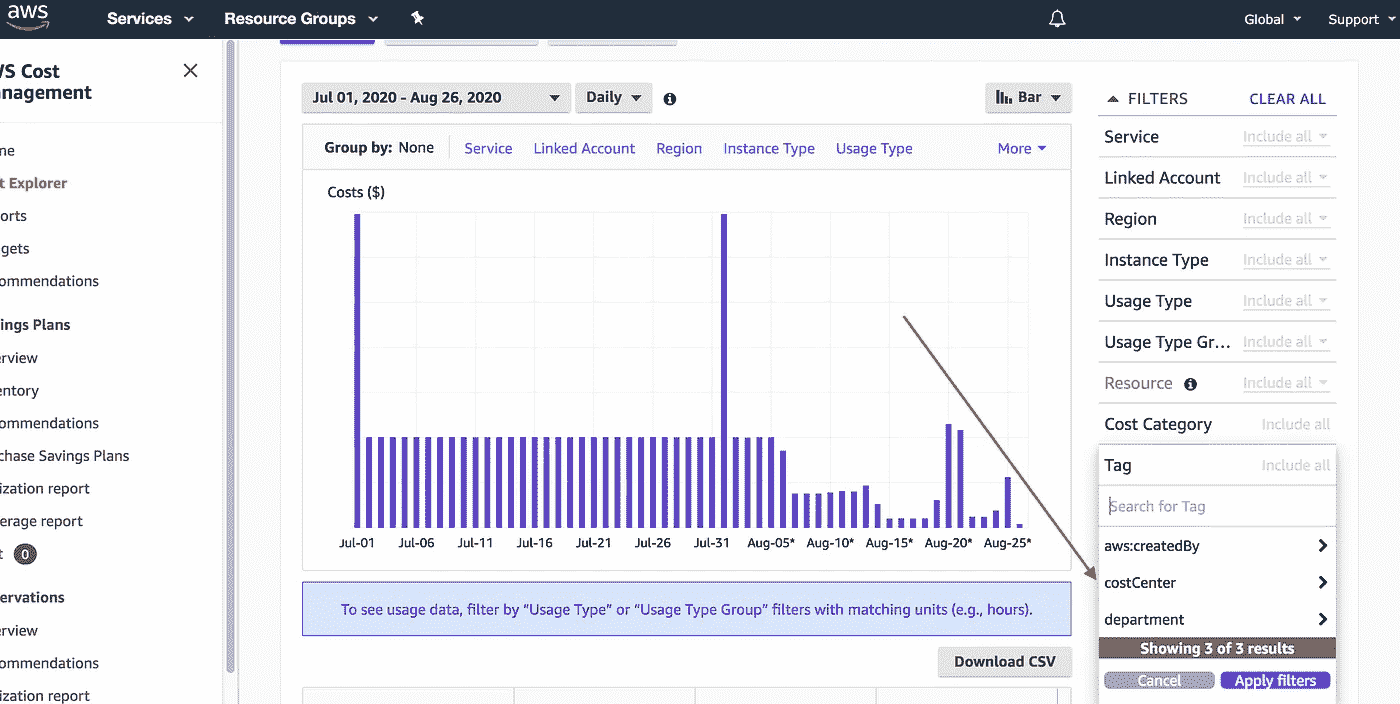 aws Services Resource Groups Global Support
WS Cost
nagement
me
t Explorer
orts
gets
ommendations
ings Plans
erview
entory
ommendations
chase Savings Plans
ization report
erage report
t 0
ervations
erview
ommendations
ization report
Jul 01, 2020 - Aug 26, 2020 Daily Bar
Group by: None Service Linked Account Region Instance Type Usage Type More
Costs ($)
Jul-01 Jul-06 Jul-11 Jul-16 Jul-21 Jul-26 Jul-31 Aug-05* Aug-10* Aug-15* Aug-20* Aug-25*
To see usage data, filter by “Usage Type” or “Usage Type Group” filters with matching units (e.g., hours).
Download CSV
FILTERS CLEAR ALL
Service Include all
Linked Account Include all
Region Include all
Instance Type Include all
Usage Type Include all
Usage Type Gr... Include all
Resource Include all
Cost Category Include all
Tag Include all
Search for Tag
aws:createdBy
costCenter
department
Showing 3 of 3 results
Cancel Apply filters